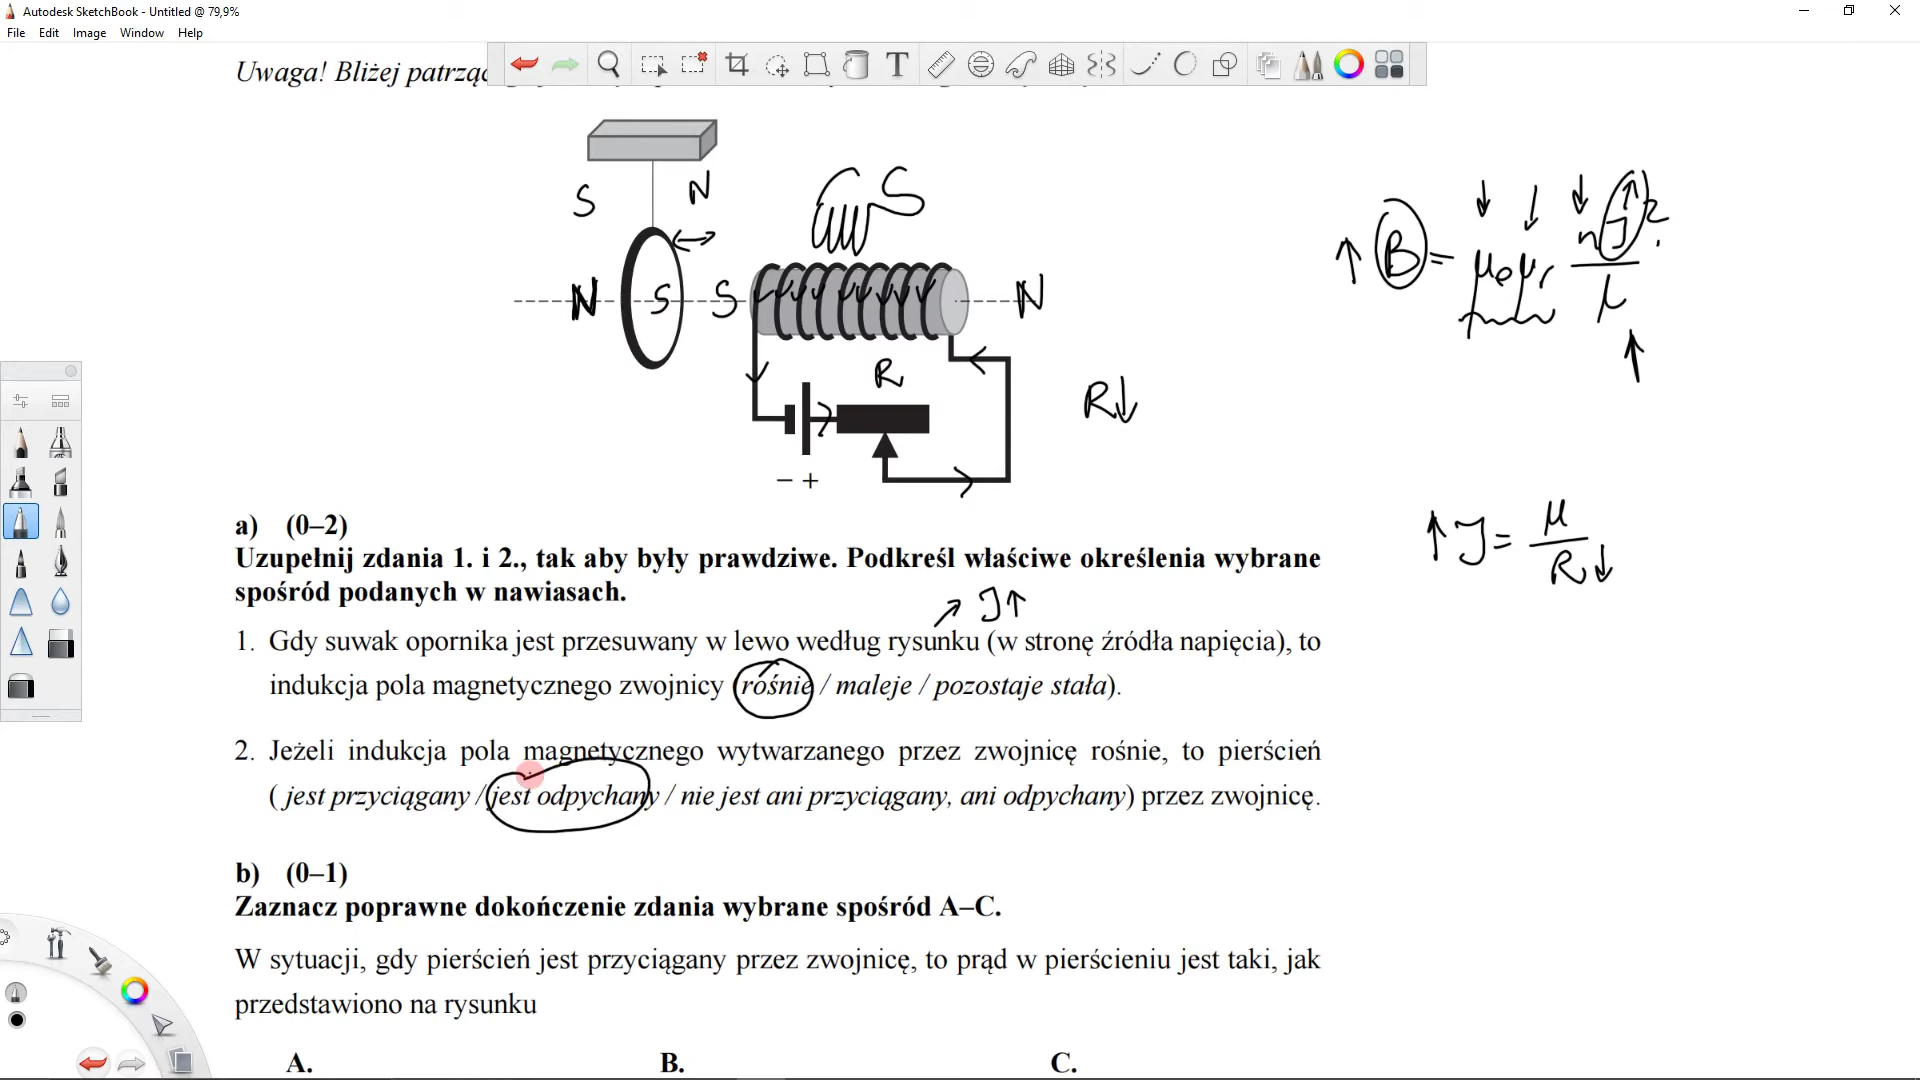 Autodesk SketchBook - Untitled @ 79,9%
File Edit Image Window Help
Uwaga! Bliżej patrząc
S N
S
N S S N
R
R↓
- +
↑ B = μ₀μᵣ nI / l
?
↑ I = U / R↓
a) (0–2)
Uzupełnij zdania 1. i 2., tak aby były prawdziwe. Podkreśl właściwe określenia wybrane
spośród podanych w nawiasach.
↗ I↑
1. Gdy suwak opornika jest przesuwany w lewo według rysunku (w stronę źródła napięcia), to
indukcja pola magnetycznego zwojnicy (rośnie / maleje / pozostaje stała).
2. Jeżeli indukcja pola magnetycznego wytwarzanego przez zwojnicę rośnie, to pierścień
( jest przyciągany / jest odpychany / nie jest ani przyciągany, ani odpychany) przez zwojnicę.
b) (0–1)
Zaznacz poprawne dokończenie zdania wybrane spośród A–C.
W sytuacji, gdy pierścień jest przyciągany przez zwojnicę, to prąd w pierścieniu jest taki, jak
przedstawiono na rysunku
A. B. C.